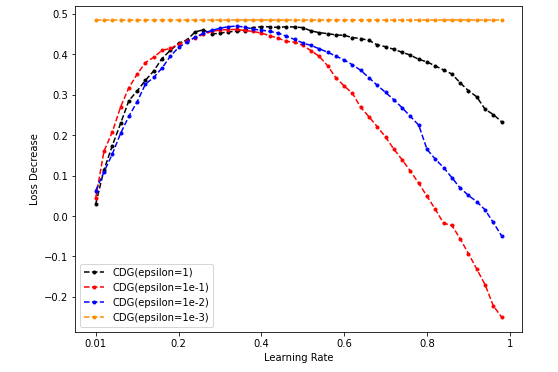 0.5
0.4
0.3
0.2
0.1
0.0
−0.1
−0.2
Loss Decrease
CDG(epsilon=1)
CDG(epsilon=1e-1)
CDG(epsilon=1e-2)
CDG(epsilon=1e-3)
0.01 0.2 0.4 0.6 0.8 1
Learning Rate